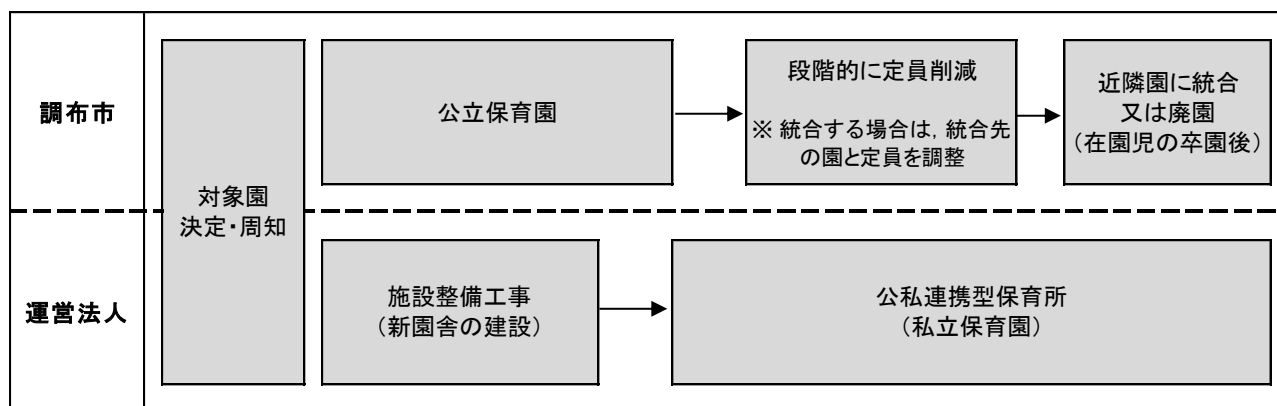 調布市
対象園
決定・周知
公立保育園
段階的に定員削減
※ 統合する場合は，統合先
の園と定員を調整
近隣園に統合
又は廃園
（在園児の卒園後）
運営法人
施設整備工事
（新園舎の建設）
公私連携型保育所
（私立保育園）